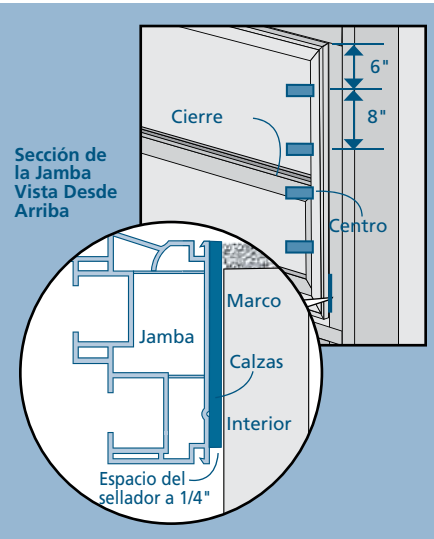 6"
8"
Cierre
Sección de
la Jamba
Vista Desde
Arriba
Centro
Marco
Jamba
Calzas
Interior
Espacio del
sellador a 1/4"